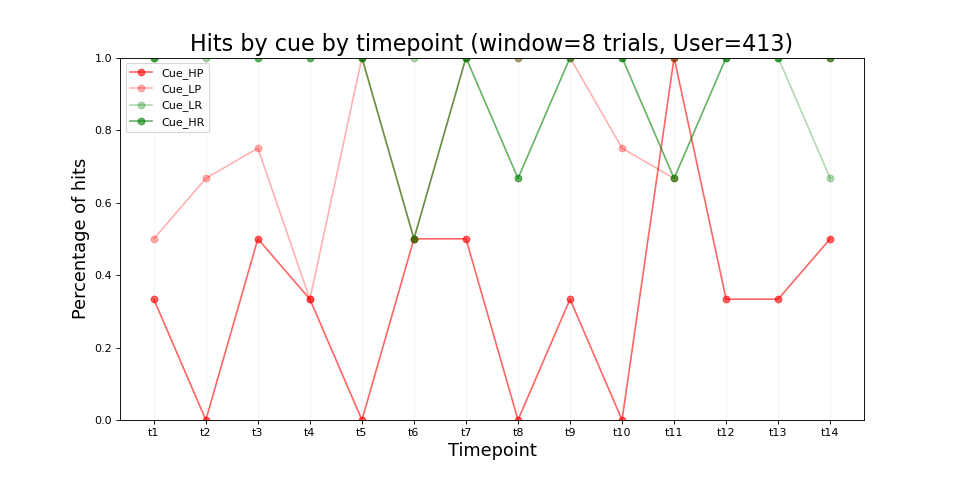 Hits by cue by timepoint (window=8 trials, User=413)
Percentage of hits
1.0
0.8
0.6
0.4
0.2
0.0
Cue_HP
Cue_LP
Cue_LR
Cue_HR
t1 t2 t3 t4 t5 t6 t7 t8 t9 t10 t11 t12 t13 t14
Timepoint